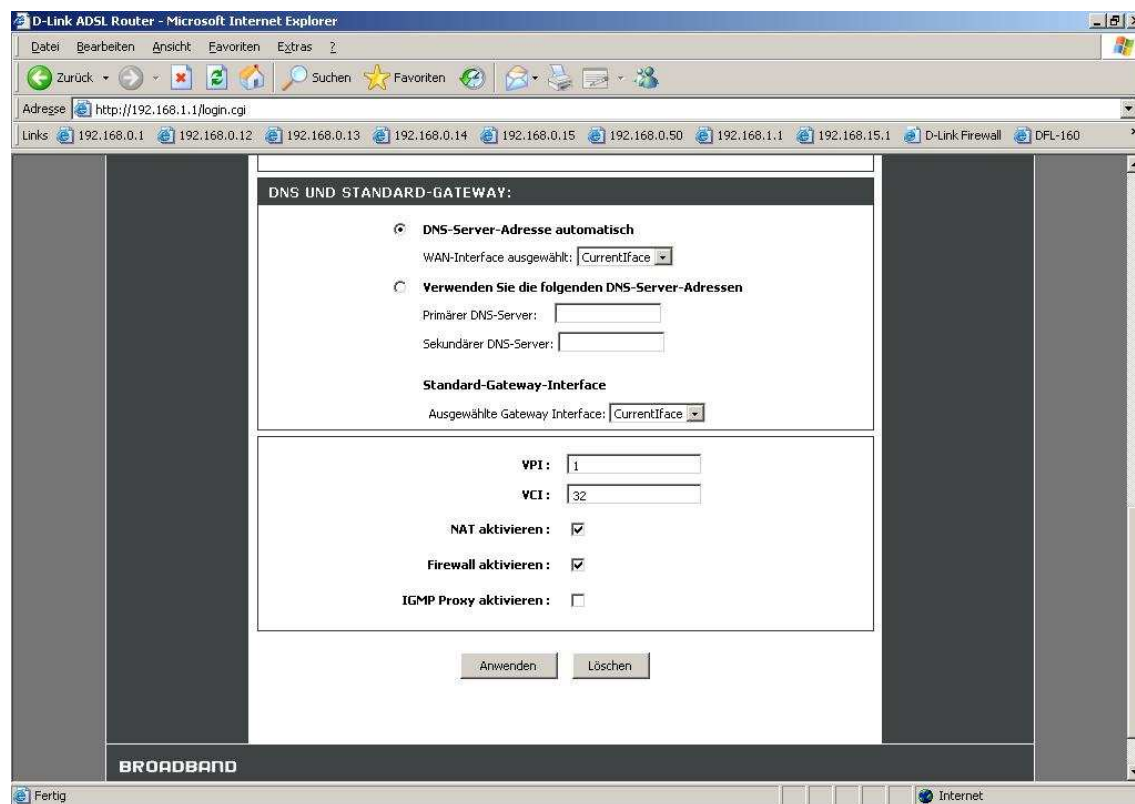 D-Link ADSL Router - Microsoft Internet Explorer
Datei Bearbeiten Ansicht Favoriten Extras ?
Zurück Suchen Favoriten
Adresse http://192.168.1.1/login.cgi
Links 192.168.0.1 192.168.0.12 192.168.0.13 192.168.0.14 192.168.0.15 192.168.0.50 192.168.1.1 192.168.15.1 D-Link Firewall DFL-160
DNS UND STANDARD-GATEWAY:
DNS-Server-Adresse automatisch
WAN-Interface ausgewählt: CurrentIface
Verwenden Sie die folgenden DNS-Server-Adressen
Primärer DNS-Server:
Sekundärer DNS-Server:
Standard-Gateway-Interface
Ausgewählte Gateway Interface: CurrentIface
VPI : 1
VCI : 32
NAT aktivieren :
Firewall aktivieren :
IGMP Proxy aktivieren :
Anwenden Löschen
BROADBAND
Fertig Internet